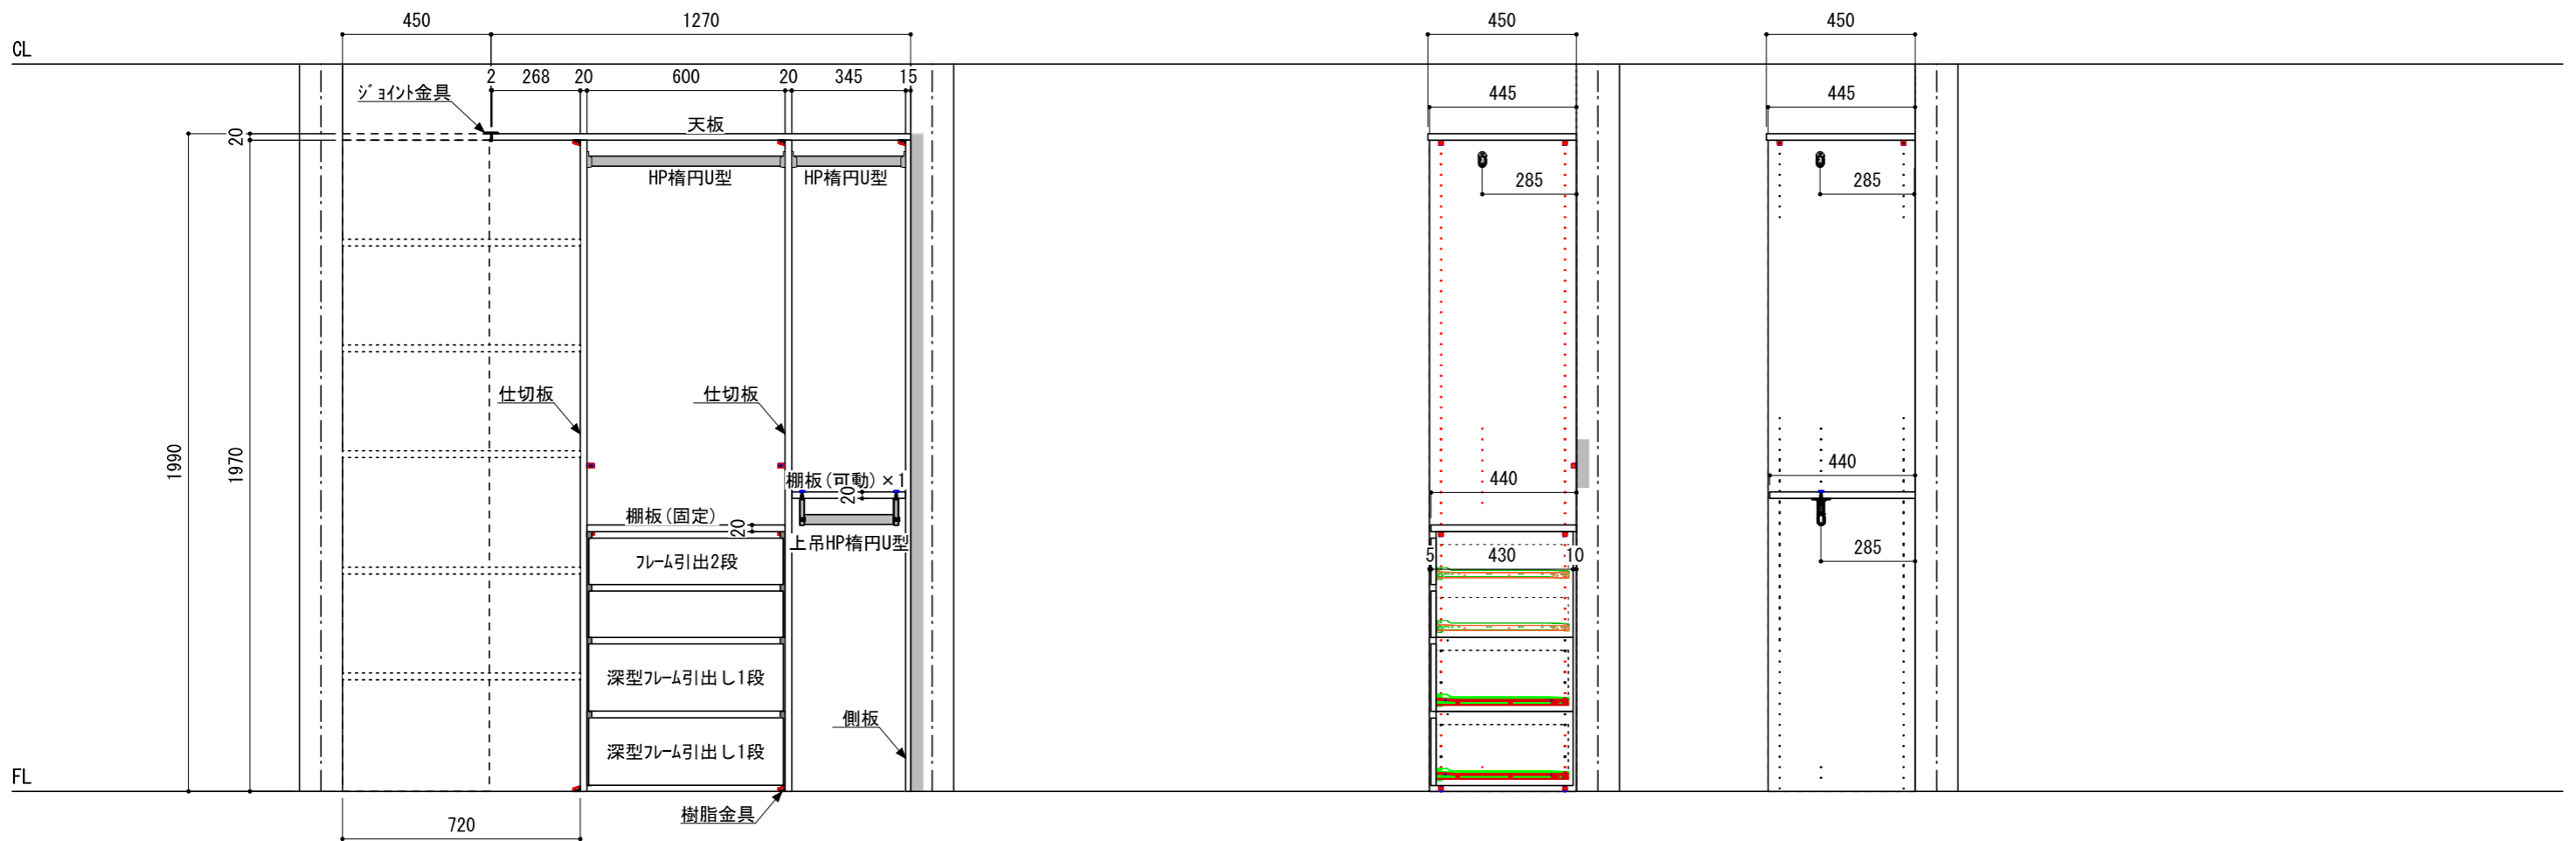 450 1270 450 450
CL
2 268 20 600 20 345 15
ジョイント金具
445 445
天板
20
HP楕円U型 HP楕円U型
285 285
仕切板 仕切板
1990
1970
棚板(可動)×1
20
440 440
棚板(固定)
20
上吊HP楕円U型
285
フレーム引出2段
5 430 10
深型フレーム引出し1段
側板
深型フレーム引出し1段
FL
樹脂金具
720